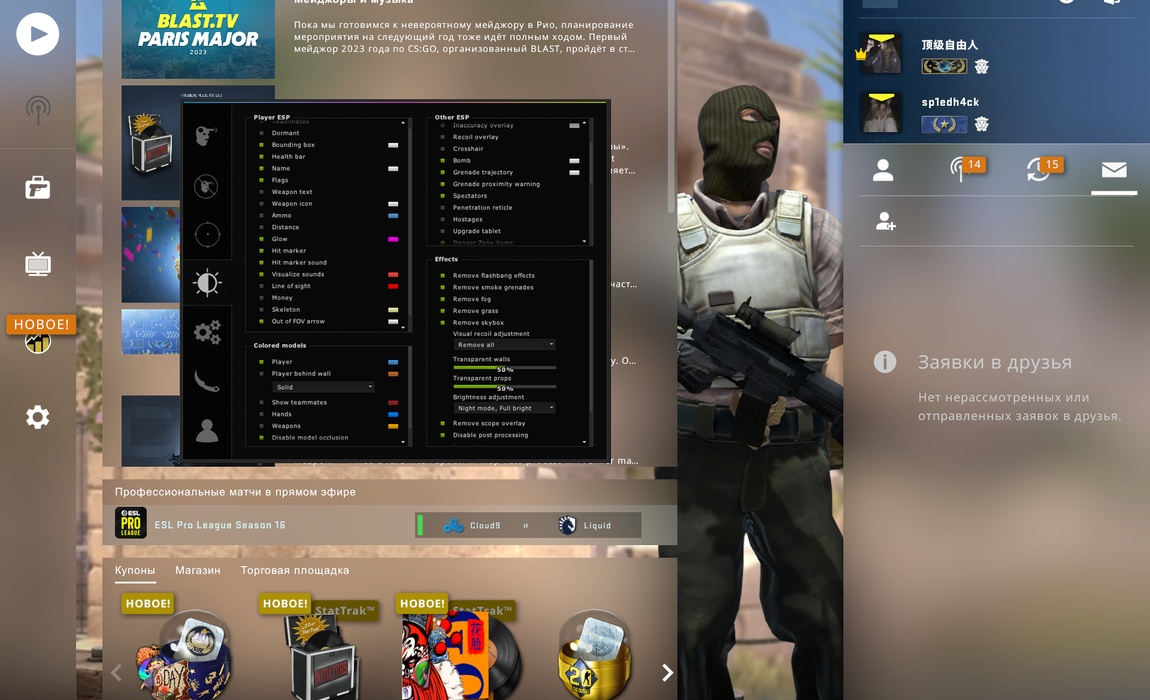 Мейджоры и музыка
BLAST.TV
PARIS MAJOR
2023
Пока мы готовимся к невероятному мейджору в Рио, планирование
мероприятия на следующий год тоже идёт полным ходом. Первый
мейджор 2023 года по CS:GO, организованный BLAST, пройдёт в ст...
顶级自由人
sp1edh4ck
14
15
НОВОЕ!
Заявки в друзья
Нет нерассмотренных или
отправленных заявок в друзья.
Player ESP
Teammates
Dormant
Bounding box
Health bar
Name
Flags
Weapon text
Weapon icon
Ammo
Distance
Glow
Hit marker
Hit marker sound
Visualize sounds
Line of sight
Money
Skeleton
Out of FOV arrow
Colored models
Player
Player behind wall
Solid
Show teammates
Hands
Weapons
Disable model occlusion
Other ESP
Inaccuracy overlay
Recoil overlay
Crosshair
Bomb
Grenade trajectory
Grenade proximity warning
Spectators
Penetration reticle
Hostages
Upgrade tablet
Danger Zone items
Effects
Remove flashbang effects
Remove smoke grenades
Remove fog
Remove grass
Remove skybox
Visual recoil adjustment
Remove all
Transparent walls
50%
Transparent props
50%
Brightness adjustment
Night mode, Full bright
Remove scope overlay
Disable post processing
Профессиональные матчи в прямом эфире
ESL
PRO
LEAGUE
ESL Pro League Season 16
Cloud9
и
Liquid
Купоны
Магазин
Торговая площадка
НОВОЕ!
НОВОЕ!
StatTrak™
НОВОЕ!
StatTrak™